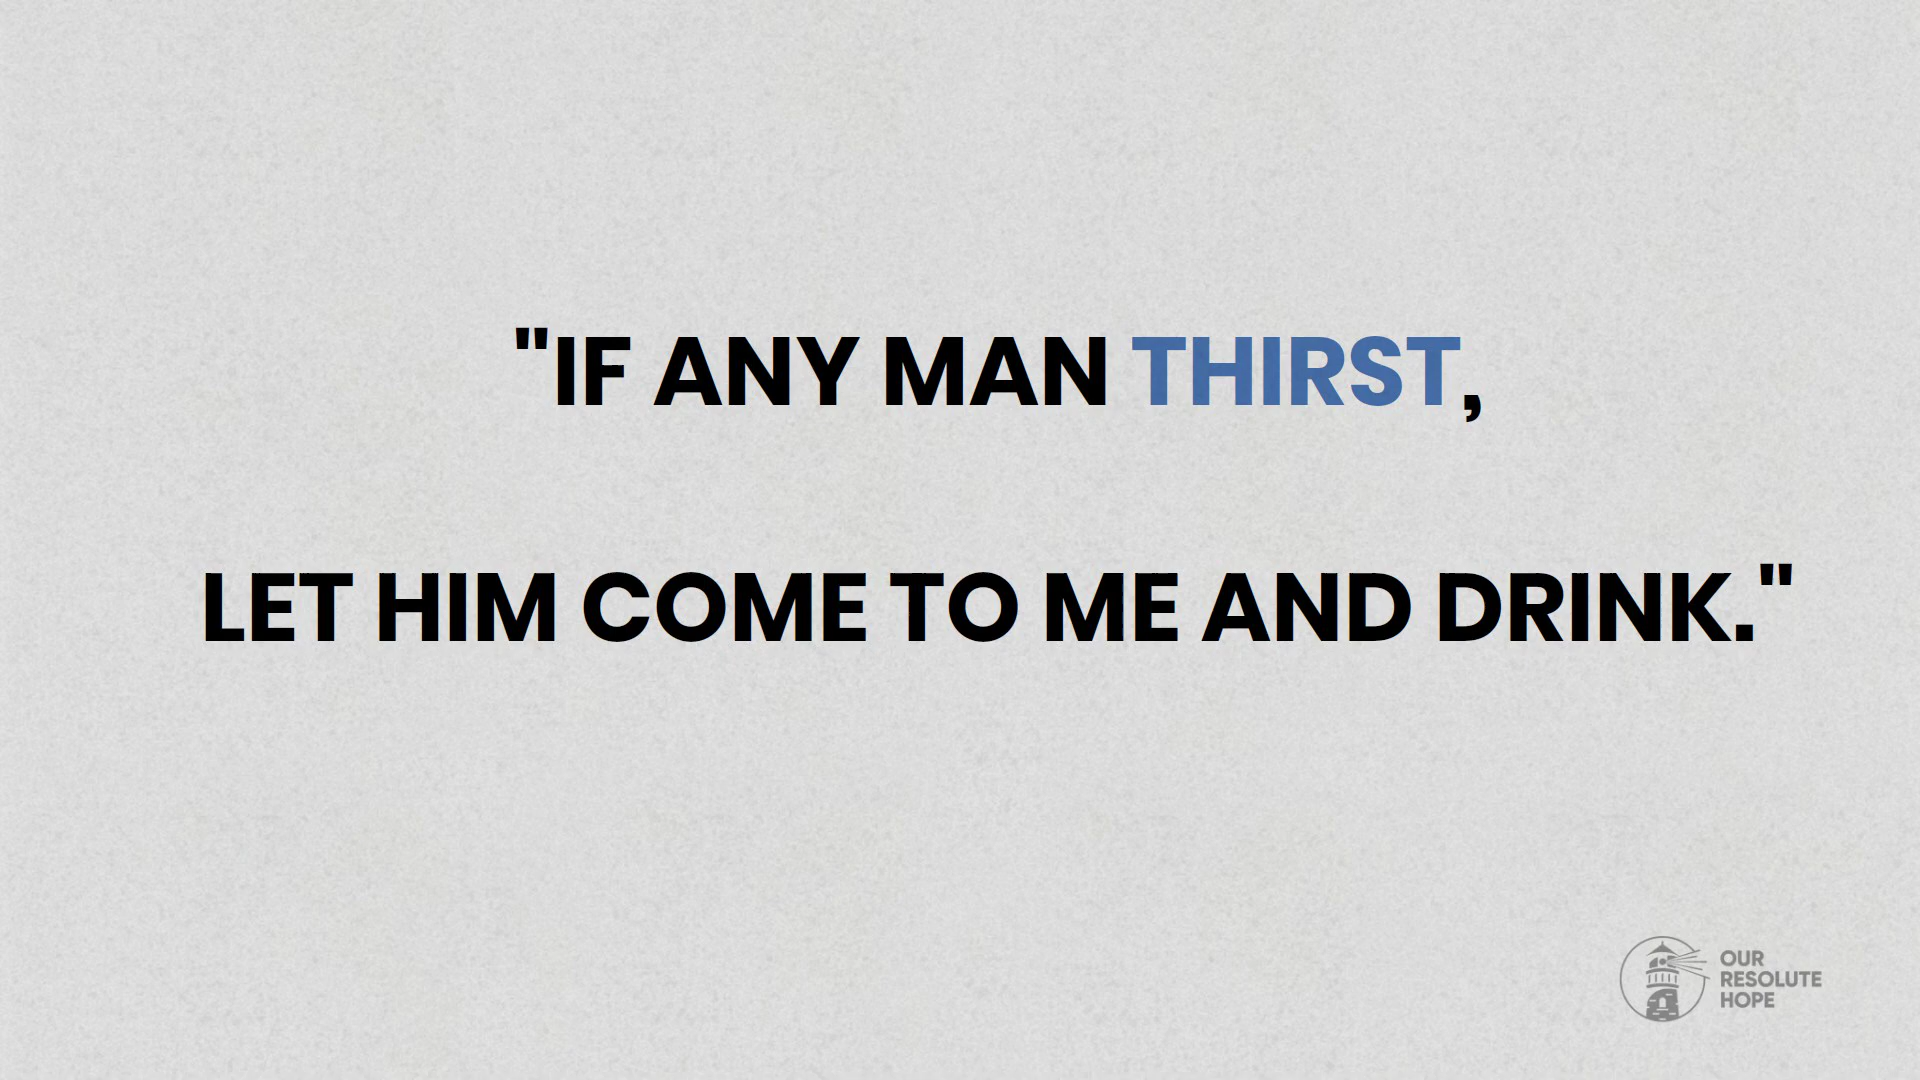 "IF ANY MAN THIRST,
LET HIM COME TO ME AND DRINK."
OUR
RESOLUTE
HOPE